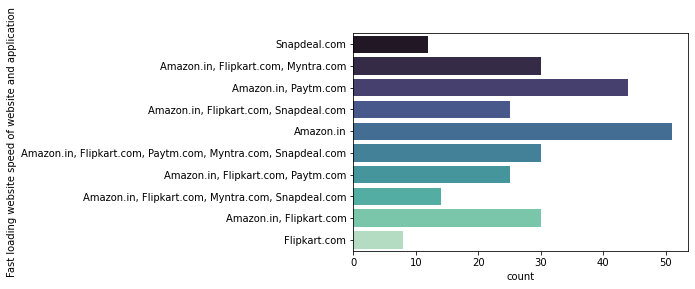 Fast loading website speed of website and application
Snapdeal.com
Amazon.in, Flipkart.com, Myntra.com
Amazon.in, Paytm.com
Amazon.in, Flipkart.com, Snapdeal.com
Amazon.in
Amazon.in, Flipkart.com, Paytm.com, Myntra.com, Snapdeal.com
Amazon.in, Flipkart.com, Paytm.com
Amazon.in, Flipkart.com, Myntra.com, Snapdeal.com
Amazon.in, Flipkart.com
Flipkart.com
0 10 20 30 40 50
count